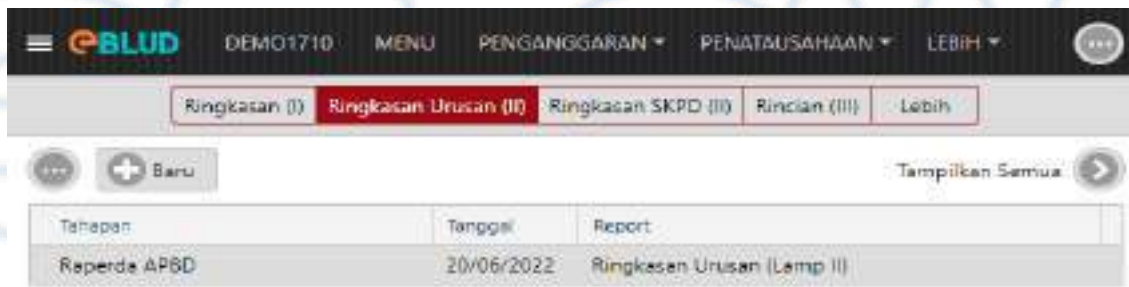 eBLUD DEMO1710 MENU PENGANGGARAN PENATAUSAHAAN LEBIH
Ringkasan (I) Ringkasan Urusan (II) Ringkasan SKPD (II) Rincian (III) Lebih
Baru Tampilkan Semua
Tahapan Tanggal Report
Raperda APBD 20/06/2022 Ringkasan Urusan (Lamp II)